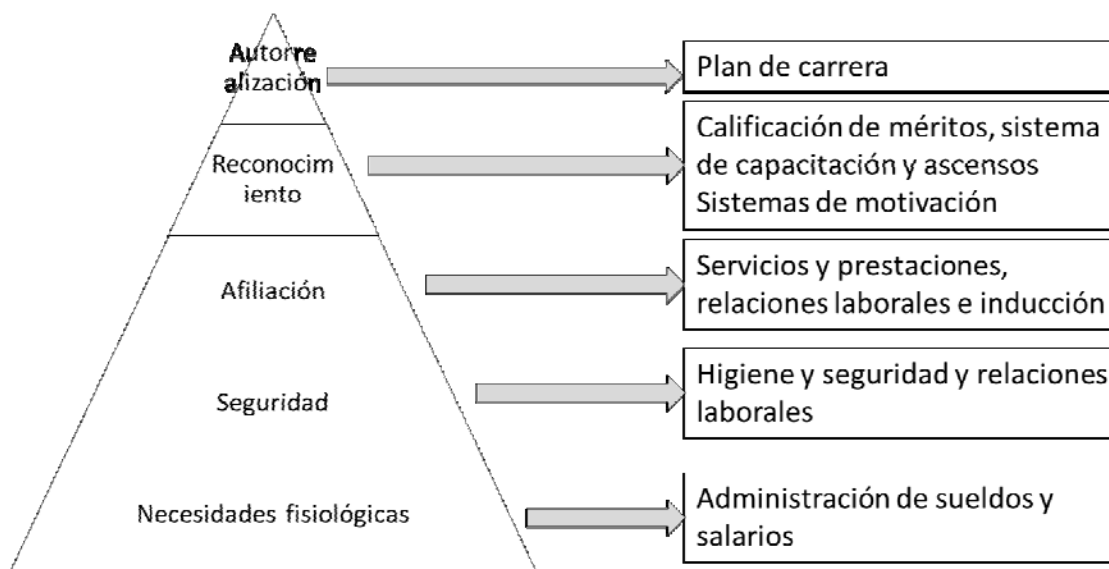 Autorre
alización
Plan de carrera
Reconocim
iento
Calificación de méritos, sistema
de capacitación y ascensos
Sistemas de motivación
Afiliación
Servicios y prestaciones,
relaciones laborales e inducción
Seguridad
Higiene y seguridad y relaciones
laborales
Necesidades fisiológicas
Administración de sueldos y
salarios